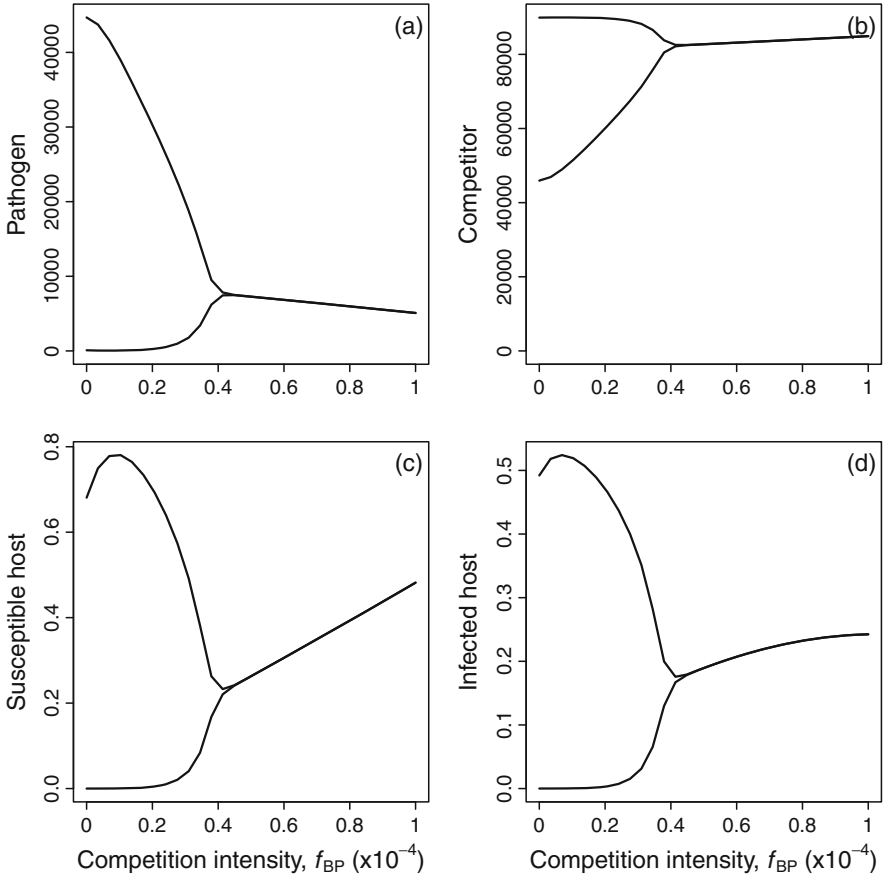 (a)
Pathogen
0 10000 20000 30000 40000
0 0.2 0.4 0.6 0.8 1
(b)
Competitor
0 20000 40000 60000 80000
0 0.2 0.4 0.6 0.8 1
(c)
Susceptible host
0.0 0.2 0.4 0.6 0.8
0 0.2 0.4 0.6 0.8 1
Competition intensity, f_BP (x10^−4)
(d)
Infected host
0.0 0.1 0.2 0.3 0.4 0.5
0 0.2 0.4 0.6 0.8 1
Competition intensity, f_BP (x10^−4)